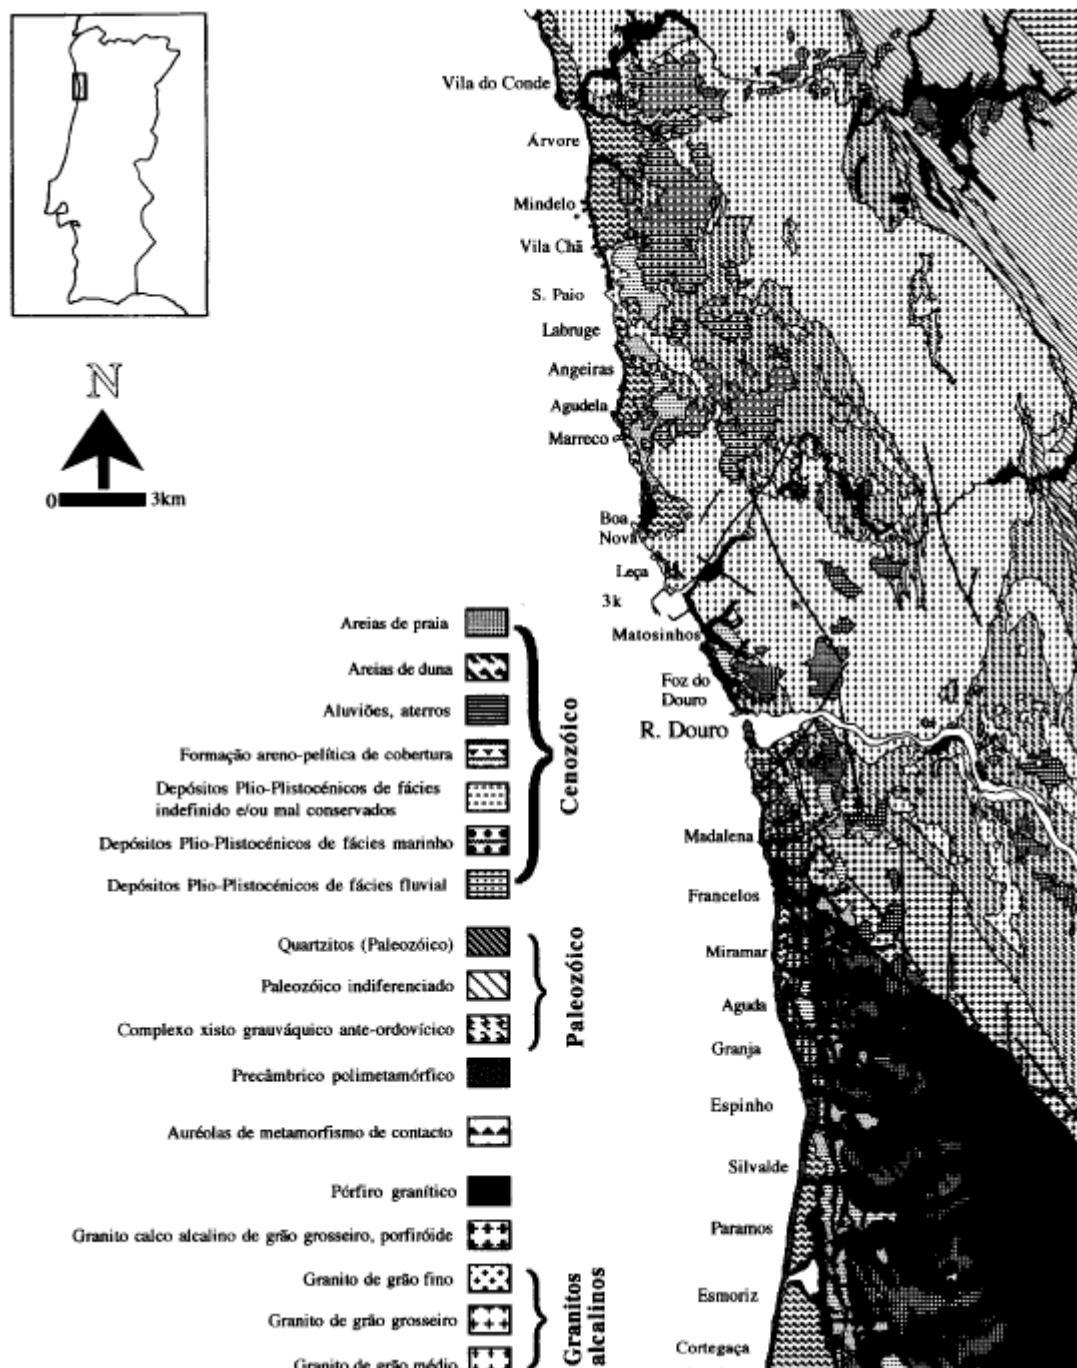 Vila do Conde
Árvore
Mindelo
Vila Chã
S. Paio
Labruge
Angeiras
Agudela
Marreco
N
0 3km
Boa
Nova
Leça
3k
Matosinhos
Foz do
Douro
R. Douro
Madalena
Francelos
Miramar
Aguda
Granja
Espinho
Silvalde
Paramos
Esmoriz
Cortegaça
Areias de praia
Areias de duna
Aluviões, aterros
Formação areno-pelítica de cobertura
Depósitos Plio-Plistocénicos de fácies
indefinido e/ou mal conservados
Depósitos Plio-Plistocénicos de fácies marinho
Depósitos Plio-Plistocénicos de fácies fluvial
Cenozóico
Quartzitos (Paleozóico)
Paleozóico indiferenciado
Complexo xisto grauváquico ante-ordovícico
Paleozóico
Precâmbrico polimetamórfico
Auréolas de metamorfismo de contacto
Pórfiro granítico
Granito calco alcalino de grão grosseiro, porfiróide
Granito de grão fino
Granito de grão grosseiro
Granito de grão médio
Granitos
alcalinos